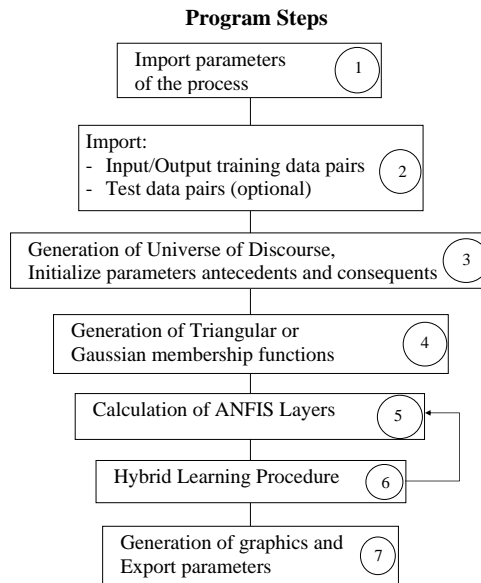 Program Steps
Import parameters
of the process
1
Import:
- Input/Output training data pairs
- Test data pairs (optional)
2
Generation of Universe of Discourse,
Initialize parameters antecedents and consequents
3
Generation of Triangular or
Gaussian membership functions
4
Calculation of ANFIS Layers
5
Hybrid Learning Procedure
6
Generation of graphics and
Export parameters
7